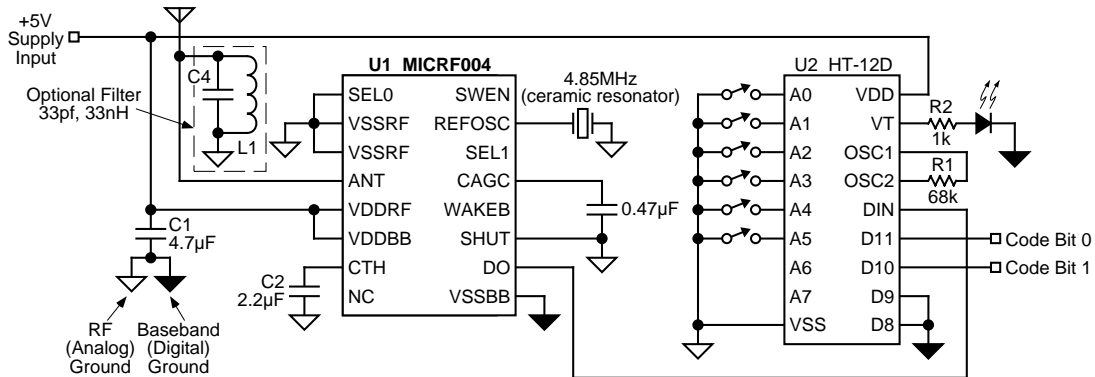 +5V
Supply
Input
Optional Filter
33pf, 33nH
C4
L1
C1
4.7µF
RF
(Analog)
Ground
Baseband
(Digital)
Ground
C2
2.2µF
U1 MICRF004
SEL0
VSSRF
VSSRF
ANT
VDDRF
VDDBB
CTH
NC
SWEN
REFOSC
SEL1
CAGC
WAKEB
SHUT
DO
VSSBB
4.85MHz
(ceramic resonator)
0.47µF
U2 HT-12D
A0
A1
A2
A3
A4
A5
A6
A7
VSS
VDD
VT
OSC1
OSC2
DIN
D11
D10
D9
D8
R2
1k
R1
68k
Code Bit 0
Code Bit 1